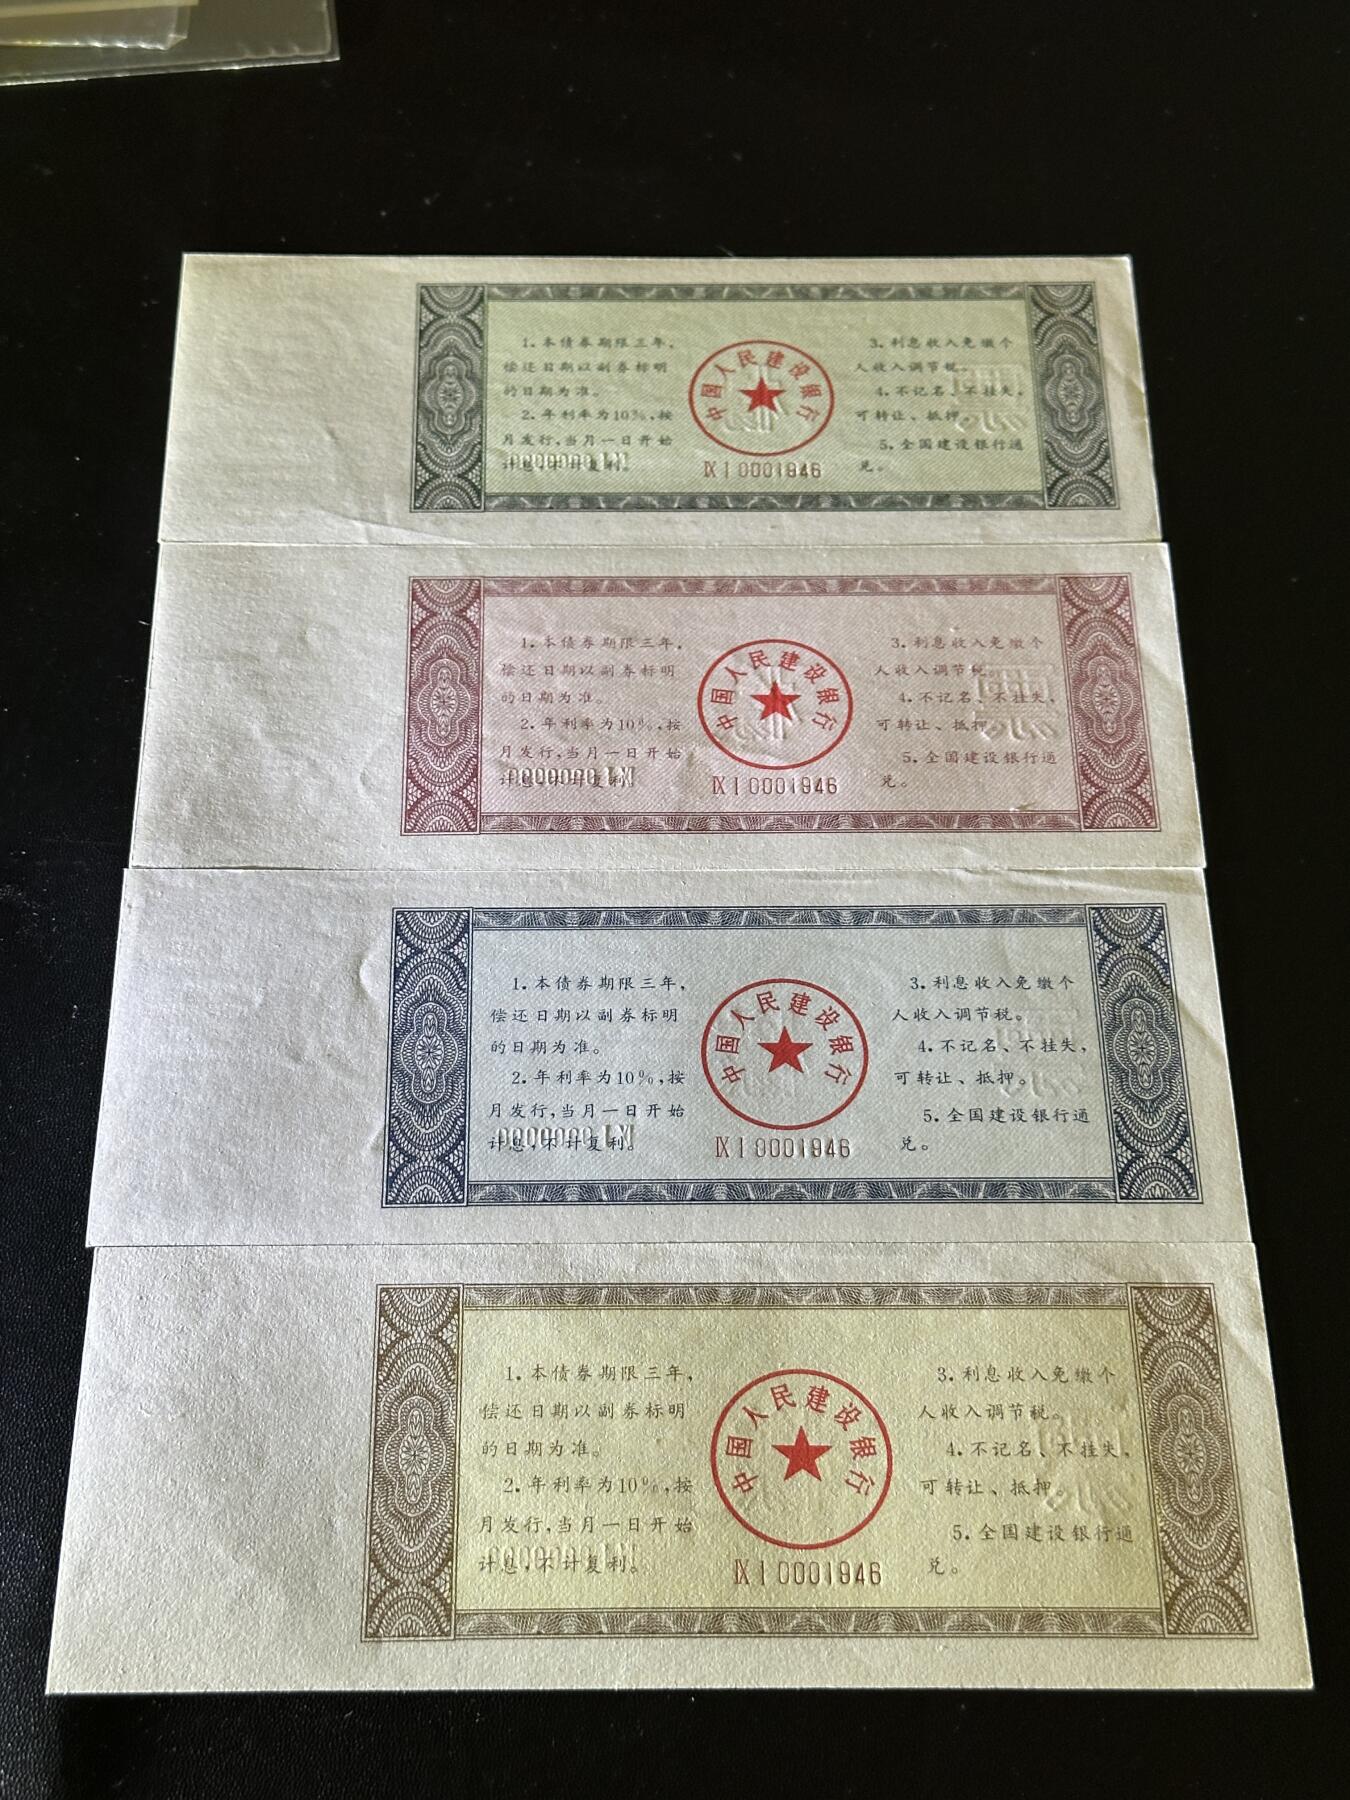 1.本债券期限三年,
偿还日期以副券标明
的日期为准。
2.年利率为10%,按
月发行,当月一日开始
计息,不计复利。
中国人民建设银行
Ⅸ I 0001946
3.利息收入免缴个
人收入调节税。
4.不记名、不挂失,
可转让、抵押。
5.全国建设银行通
兑。
1.本债券期限三年,
偿还日期以副券标明
的日期为准。
2.年利率为10%,按
月发行,当月一日开始
计息,不计复利。
中国人民建设银行
Ⅸ I 0001946
3.利息收入免缴个
人收入调节税。
4.不记名、不挂失,
可转让、抵押。
5.全国建设银行通
兑。
1.本债券期限三年,
偿还日期以副券标明
的日期为准。
2.年利率为10%,按
月发行,当月一日开始
计息,不计复利。
中国人民建设银行
Ⅸ I 0001946
3.利息收入免缴个
人收入调节税。
4.不记名、不挂失,
可转让、抵押。
5.全国建设银行通
兑。
1.本债券期限三年,
偿还日期以副券标明
的日期为准。
2.年利率为10%,按
月发行,当月一日开始
计息,不计复利。
中国人民建设银行
Ⅸ I 0001946
3.利息收入免缴个
人收入调节税。
4.不记名、不挂失,
可转让、抵押。
5.全国建设银行通
兑。